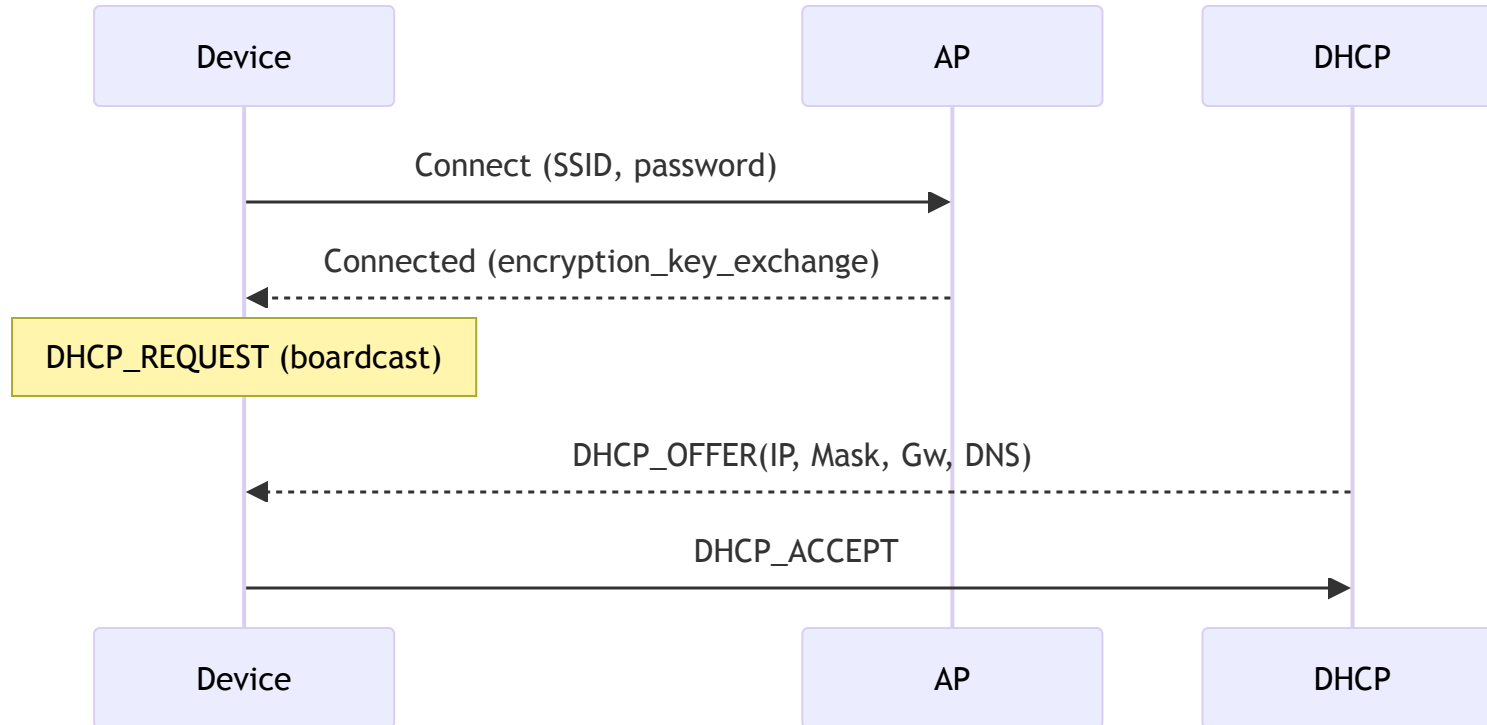 Device
AP
DHCP
Connect (SSID, password)
Connected (encryption_key_exchange)
DHCP_REQUEST (boardcast)
DHCP_OFFER(IP, Mask, Gw, DNS)
DHCP_ACCEPT
Device
AP
DHCP